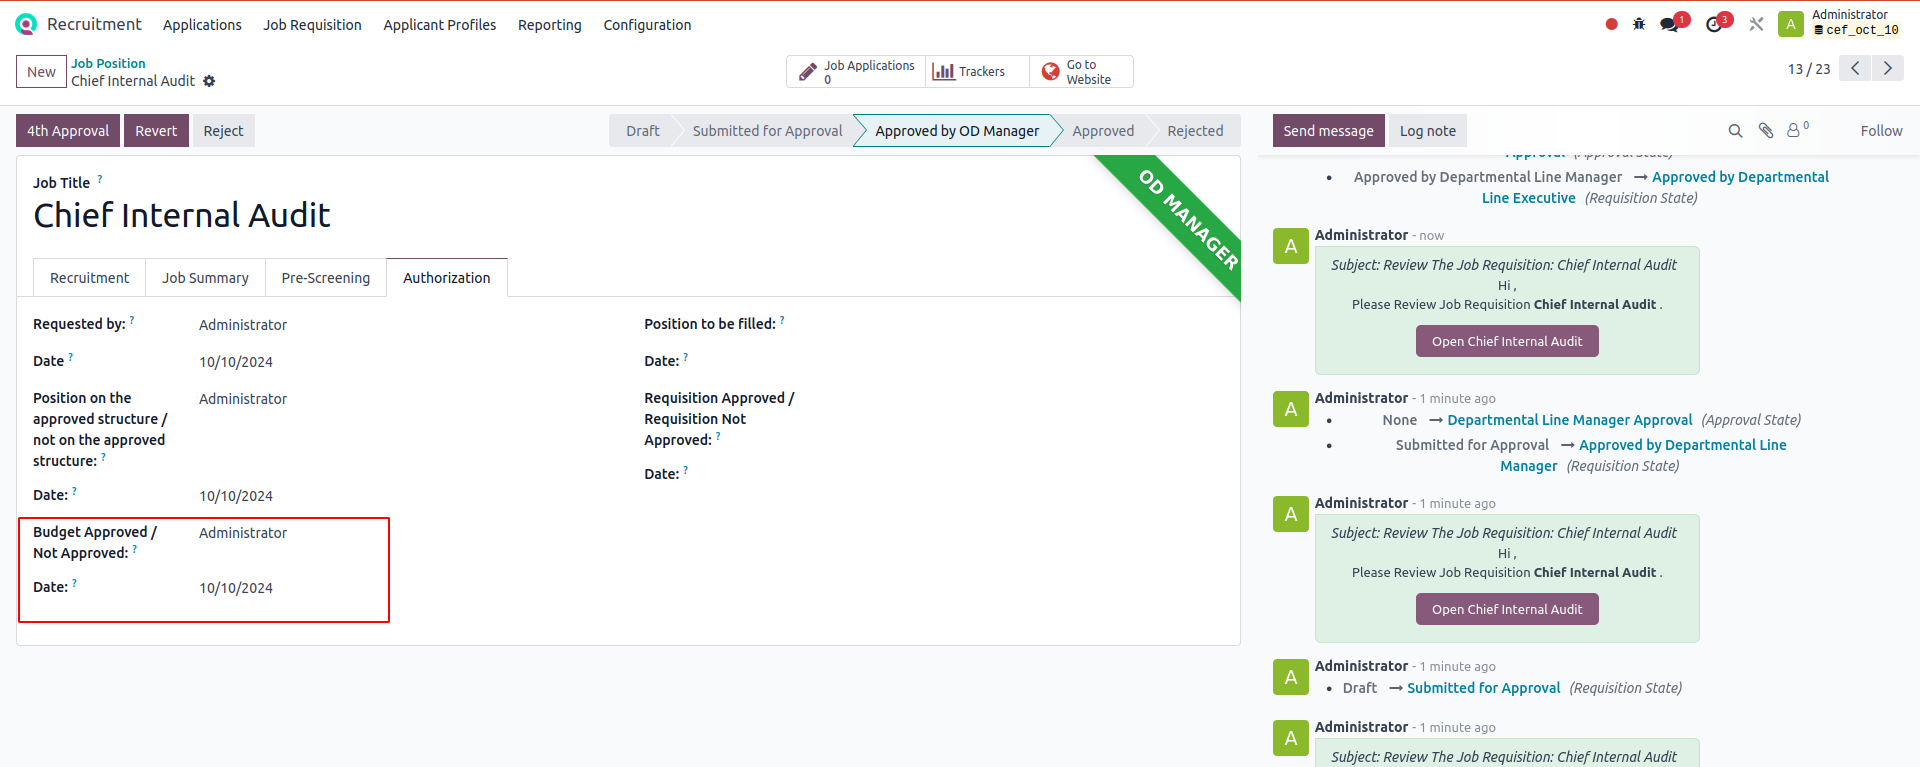 Recruitment Applications Job Requisition Applicant Profiles Reporting Configuration
1 3 A Administrator
cef_oct_10
New Job Position
Chief Internal Audit
Job Applications
0
Trackers
Go to
Website
13 / 23
4th Approval Revert Reject
Draft Submitted for Approval Approved by OD Manager Approved Rejected
Send message Log note 0 Follow
Job Title ?
Chief Internal Audit
OD MANAGER
Recruitment Job Summary Pre-Screening Authorization
Requested by: ? Administrator
Date ? 10/10/2024
Position on the Administrator
approved structure /
not on the approved
structure: ?
Date: ? 10/10/2024
Budget Approved / Administrator
Not Approved: ?
Date: ? 10/10/2024
Position to be filled: ?
Date: ?
Requisition Approved /
Requisition Not
Approved: ?
Date: ?
Approval (Approval State)
• Approved by Departmental Line Manager → Approved by Departmental
Line Executive (Requisition State)
A Administrator - now
Subject: Review The Job Requisition: Chief Internal Audit
Hi ,
Please Review Job Requisition Chief Internal Audit .
Open Chief Internal Audit
A Administrator - 1 minute ago
• None → Departmental Line Manager Approval (Approval State)
• Submitted for Approval → Approved by Departmental Line
Manager (Requisition State)
A Administrator - 1 minute ago
Subject: Review The Job Requisition: Chief Internal Audit
Hi ,
Please Review Job Requisition Chief Internal Audit .
Open Chief Internal Audit
A Administrator - 1 minute ago
• Draft → Submitted for Approval (Requisition State)
A Administrator - 1 minute ago
Subject: Review The Job Requisition: Chief Internal Audit